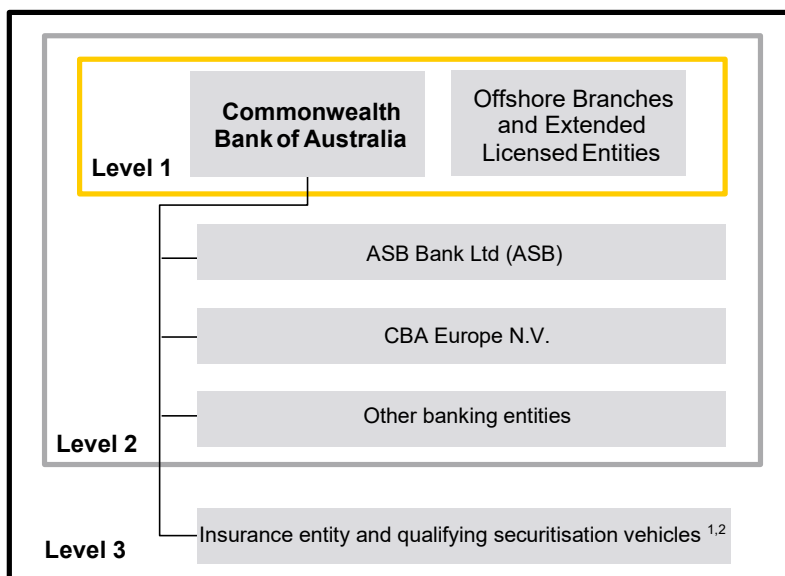 Commonwealth
Bank of Australia
Offshore Branches
and Extended
Licensed Entities
Level 1
ASB Bank Ltd (ASB)
CBA Europe N.V.
Other banking entities
Level 2
Insurance entity and qualifying securitisation vehicles 1,2
Level 3